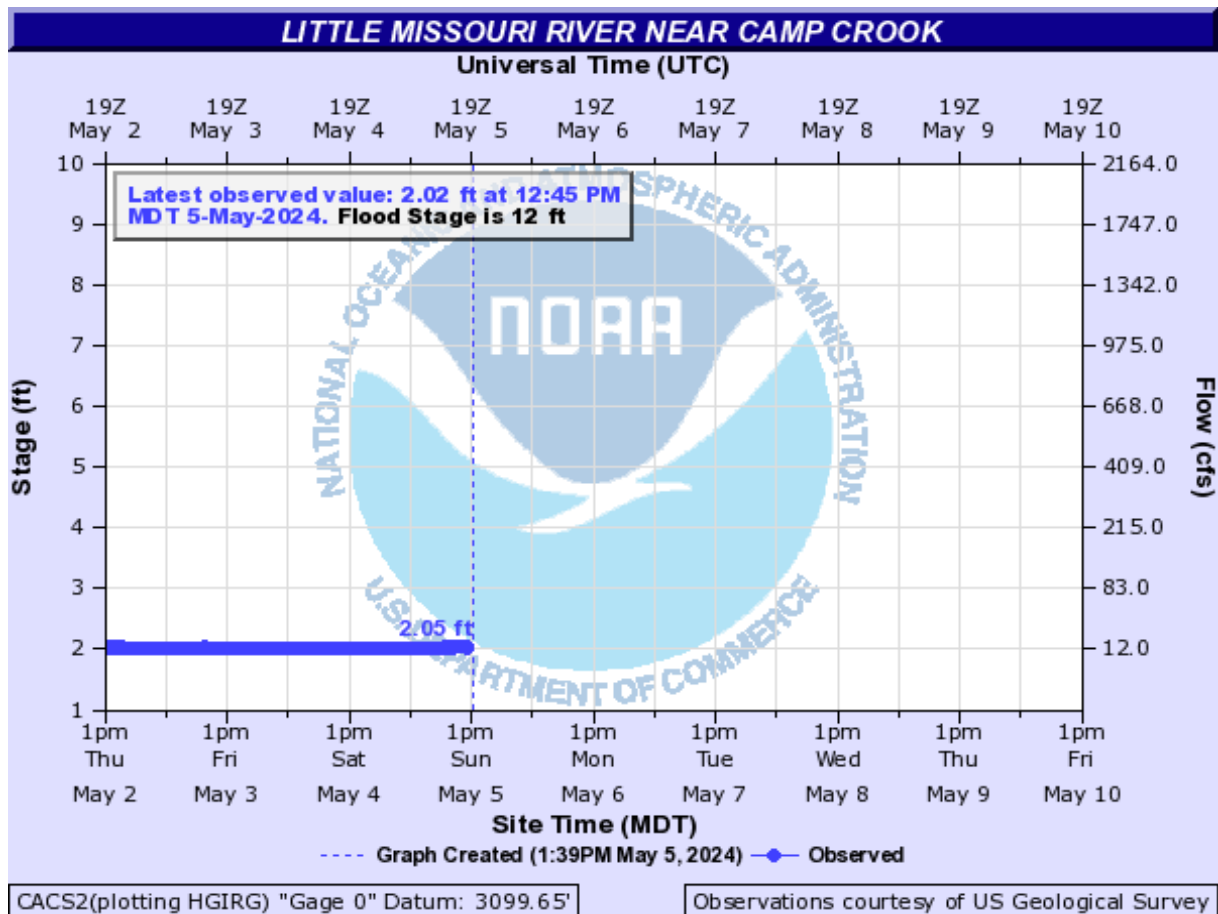 LITTLE MISSOURI RIVER NEAR CAMP CROOK
Universal Time (UTC)
19Z 19Z 19Z 19Z 19Z 19Z 19Z 19Z 19Z
May 2 May 3 May 4 May 5 May 6 May 7 May 8 May 9 May 10
Latest observed value: 2.02 ft at 12:45 PM
MDT 5-May-2024. Flood Stage is 12 ft
10 2164.0
9 1747.0
8 1342.0
7 975.0
6 668.0
5 409.0
4 215.0
3 83.0
2 12.0
1
Stage (ft)
Flow (cfs)
NATIONAL OCEANIC AND ATMOSPHERIC ADMINISTRATION
NOAA
U.S. DEPARTMENT OF COMMERCE
2.05 ft
1pm 1pm 1pm 1pm 1pm 1pm 1pm 1pm 1pm
Thu Fri Sat Sun Mon Tue Wed Thu Fri
May 2 May 3 May 4 May 5 May 6 May 7 May 8 May 9 May 10
Site Time (MDT)
Graph Created (1:39PM May 5, 2024) Observed
CACS2(plotting HGIRG) "Gage 0" Datum: 3099.65'
Observations courtesy of US Geological Survey